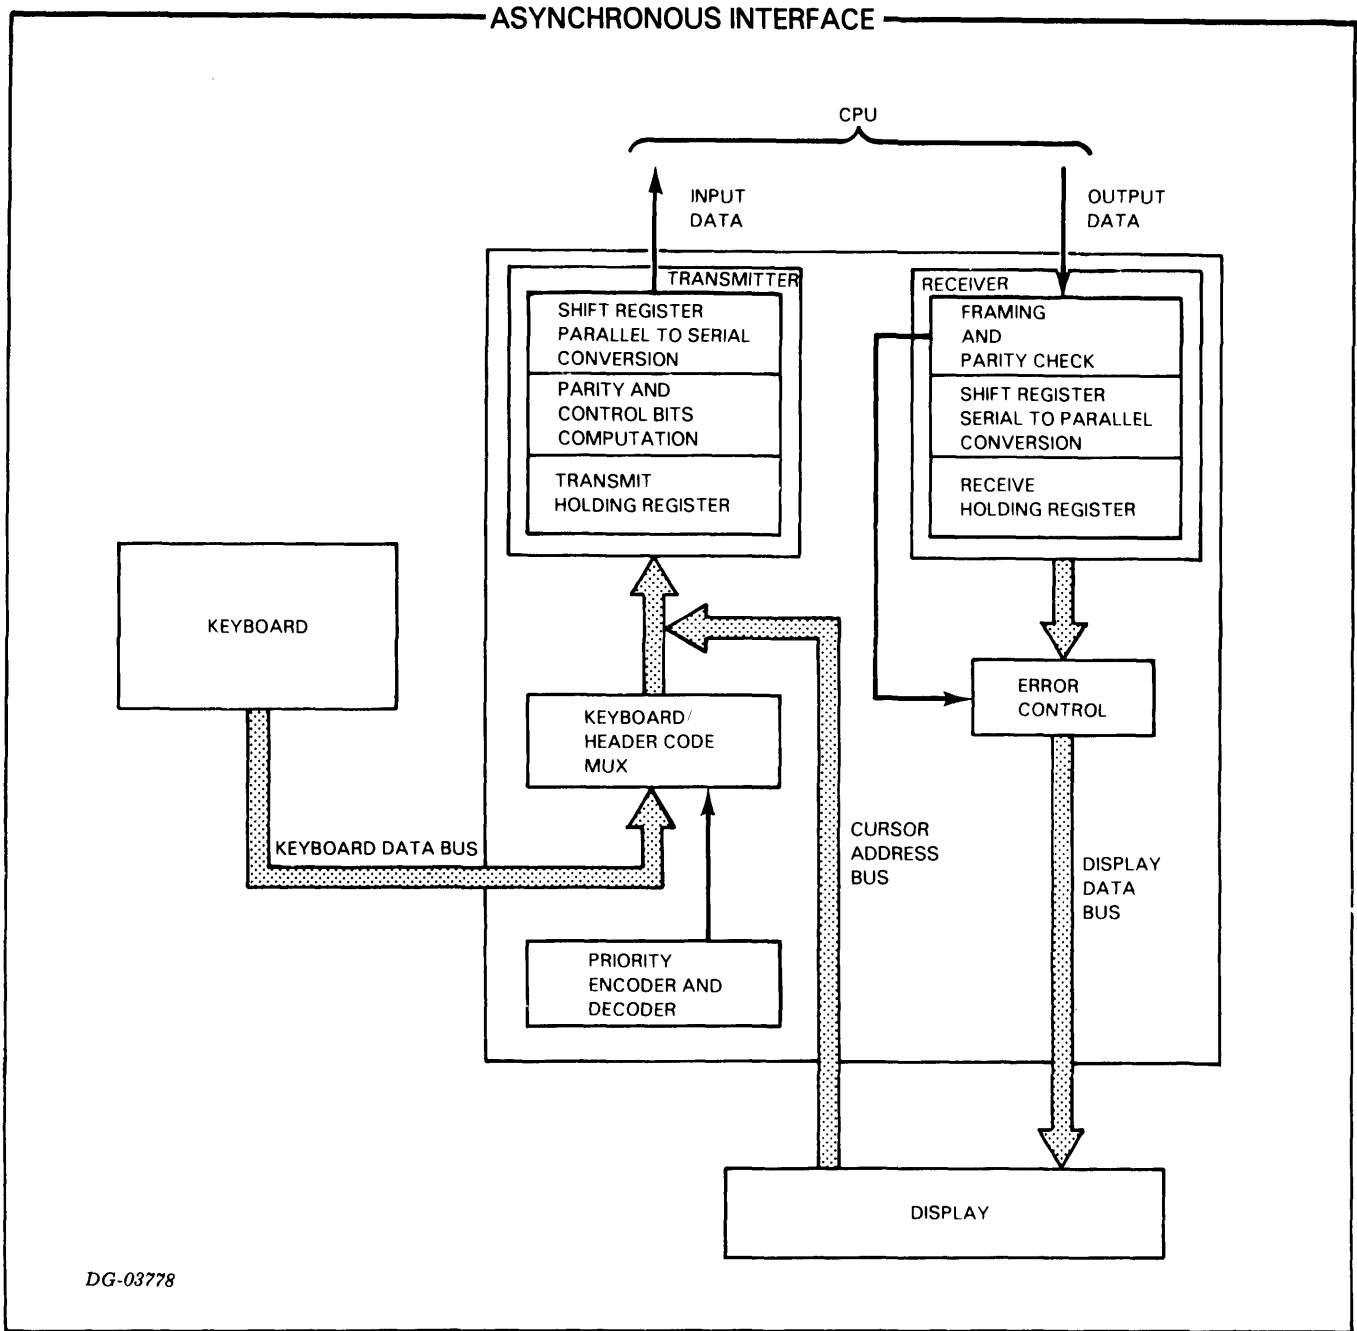 ASYNCHRONOUS INTERFACE
CPU
INPUT
DATA
OUTPUT
DATA
TRANSMITTER
SHIFT REGISTER
PARALLEL TO SERIAL
CONVERSION
PARITY AND
CONTROL BITS
COMPUTATION
TRANSMIT
HOLDING REGISTER
RECEIVER
FRAMING
AND
PARITY CHECK
SHIFT REGISTER
SERIAL TO PARALLEL
CONVERSION
RECEIVE
HOLDING REGISTER
KEYBOARD
KEYBOARD/
HEADER CODE
MUX
ERROR
CONTROL
KEYBOARD DATA BUS
CURSOR
ADDRESS
BUS
DISPLAY
DATA
BUS
PRIORITY
ENCODER AND
DECODER
DISPLAY
DG-03778